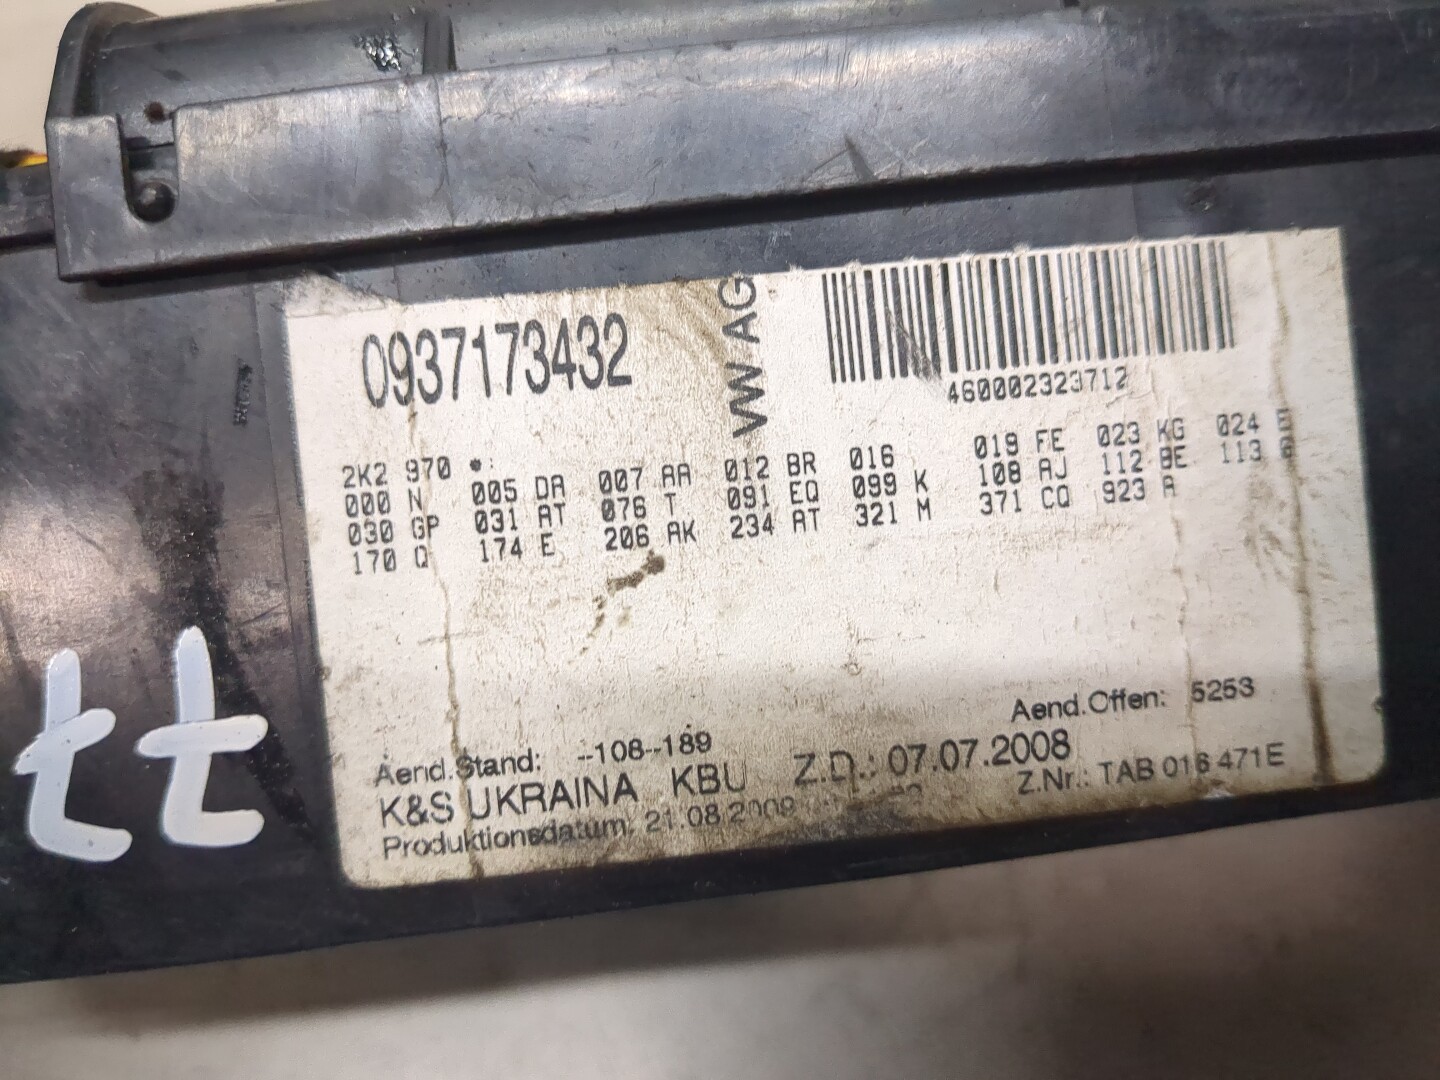 0937173432
VW AG
460002323712
2K2 970
000 N 005 DA 007 AA 012 BR 016 019 FE 023 KG 024
030 GP 031 AT 076 T 091 EQ 099 K 108 AJ 112 BE 113
170 Q 174 E 206 AK 234 AT 321 M 371 CQ 923 A
Aend.Stand: --108--189
Aend.Offen: 5253
K&S UKRAINA KBU Z.D.: 07.07.2008
Produktionsdatum: 21.08.2008
Z.Nr.: TAB 016 471E
tt